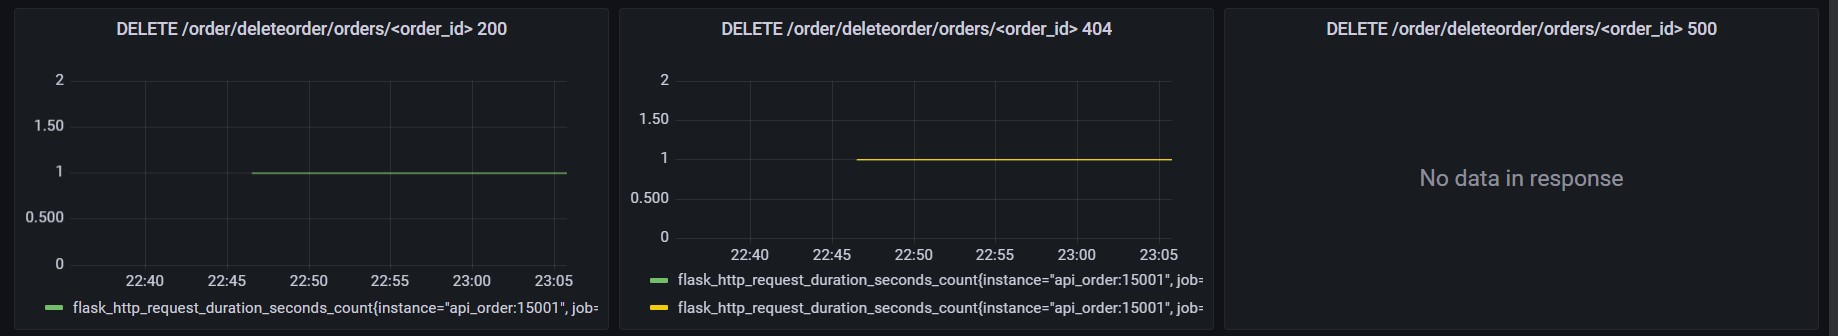 DELETE /order/deleteorder/orders/<order_id> 200
2
1.50
1
0.500
0
22:40 22:45 22:50 22:55 23:00 23:05
flask_http_request_duration_seconds_count{instance="api_order:15001", job=
DELETE /order/deleteorder/orders/<order_id> 404
2
1.50
1
0.500
0
22:40 22:45 22:50 22:55 23:00 23:05
flask_http_request_duration_seconds_count{instance="api_order:15001", job=
flask_http_request_duration_seconds_count{instance="api_order:15001", job=
DELETE /order/deleteorder/orders/<order_id> 500
No data in response